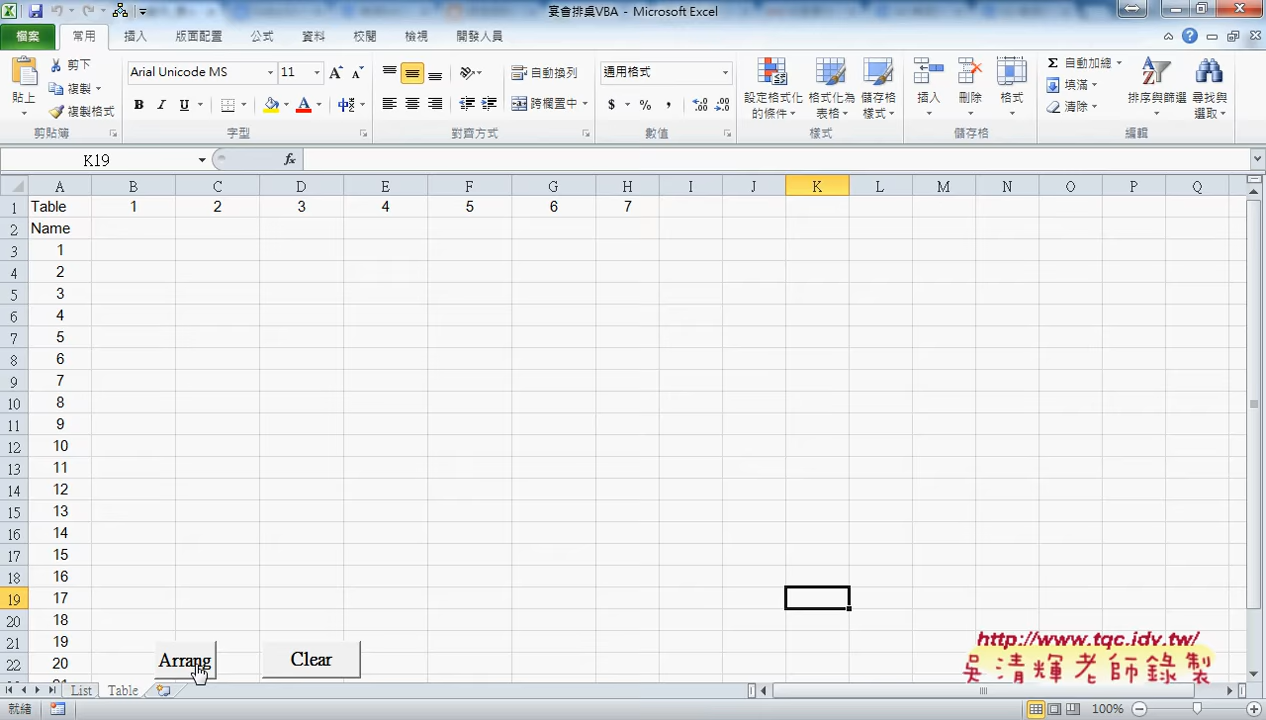 宴會排桌VBA - Microsoft Excel
檔案 常用 插入 版面配置 公式 資料 校閱 檢視 開發人員
貼上 剪下 複製 複製格式 剪貼簿
Arial Unicode MS 11 B I U 字型
自動換列 跨欄置中 對齊方式
通用格式 $ % , 數值
設定格式化的條件 格式化為表格 儲存格樣式 樣式
插入 刪除 格式 儲存格
Σ 自動加總 填滿 清除 排序與篩選 尋找與選取 編輯
K19 fx
A B C D E F G H I J K L M N O P Q
1 Table 1 2 3 4 5 6 7
2 Name
3 1
4 2
5 3
6 4
7 5
8 6
9 7
10 8
11 9
12 10
13 11
14 12
15 13
16 14
17 15
18 16
19 17
20 18
21 19
22 20
Arrang Clear
http://www.tqc.idv.tw/
吳清輝老師錄製
List Table
就緒 100%